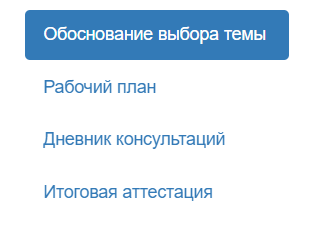 Обоснование выбора темы
Рабочий план
Дневник консультаций
Итоговая аттестация